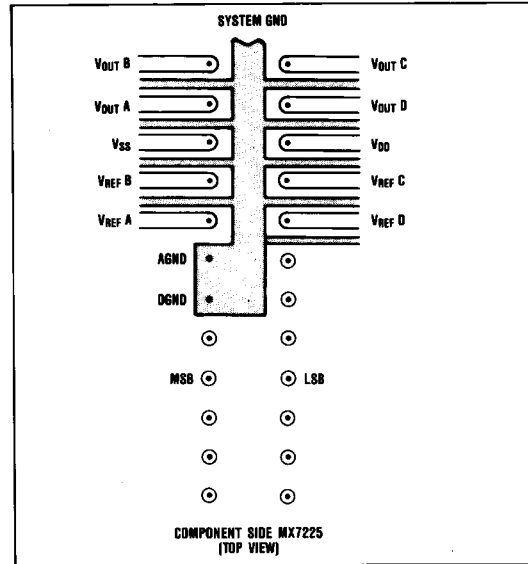 SYSTEM GND
VOUT B
VOUT C
VOUT A
VOUT D
VSS
VDD
VREF B
VREF C
VREF A
VREF D
AGND
DGND
MSB
LSB
COMPONENT SIDE MX7225
(TOP VIEW)